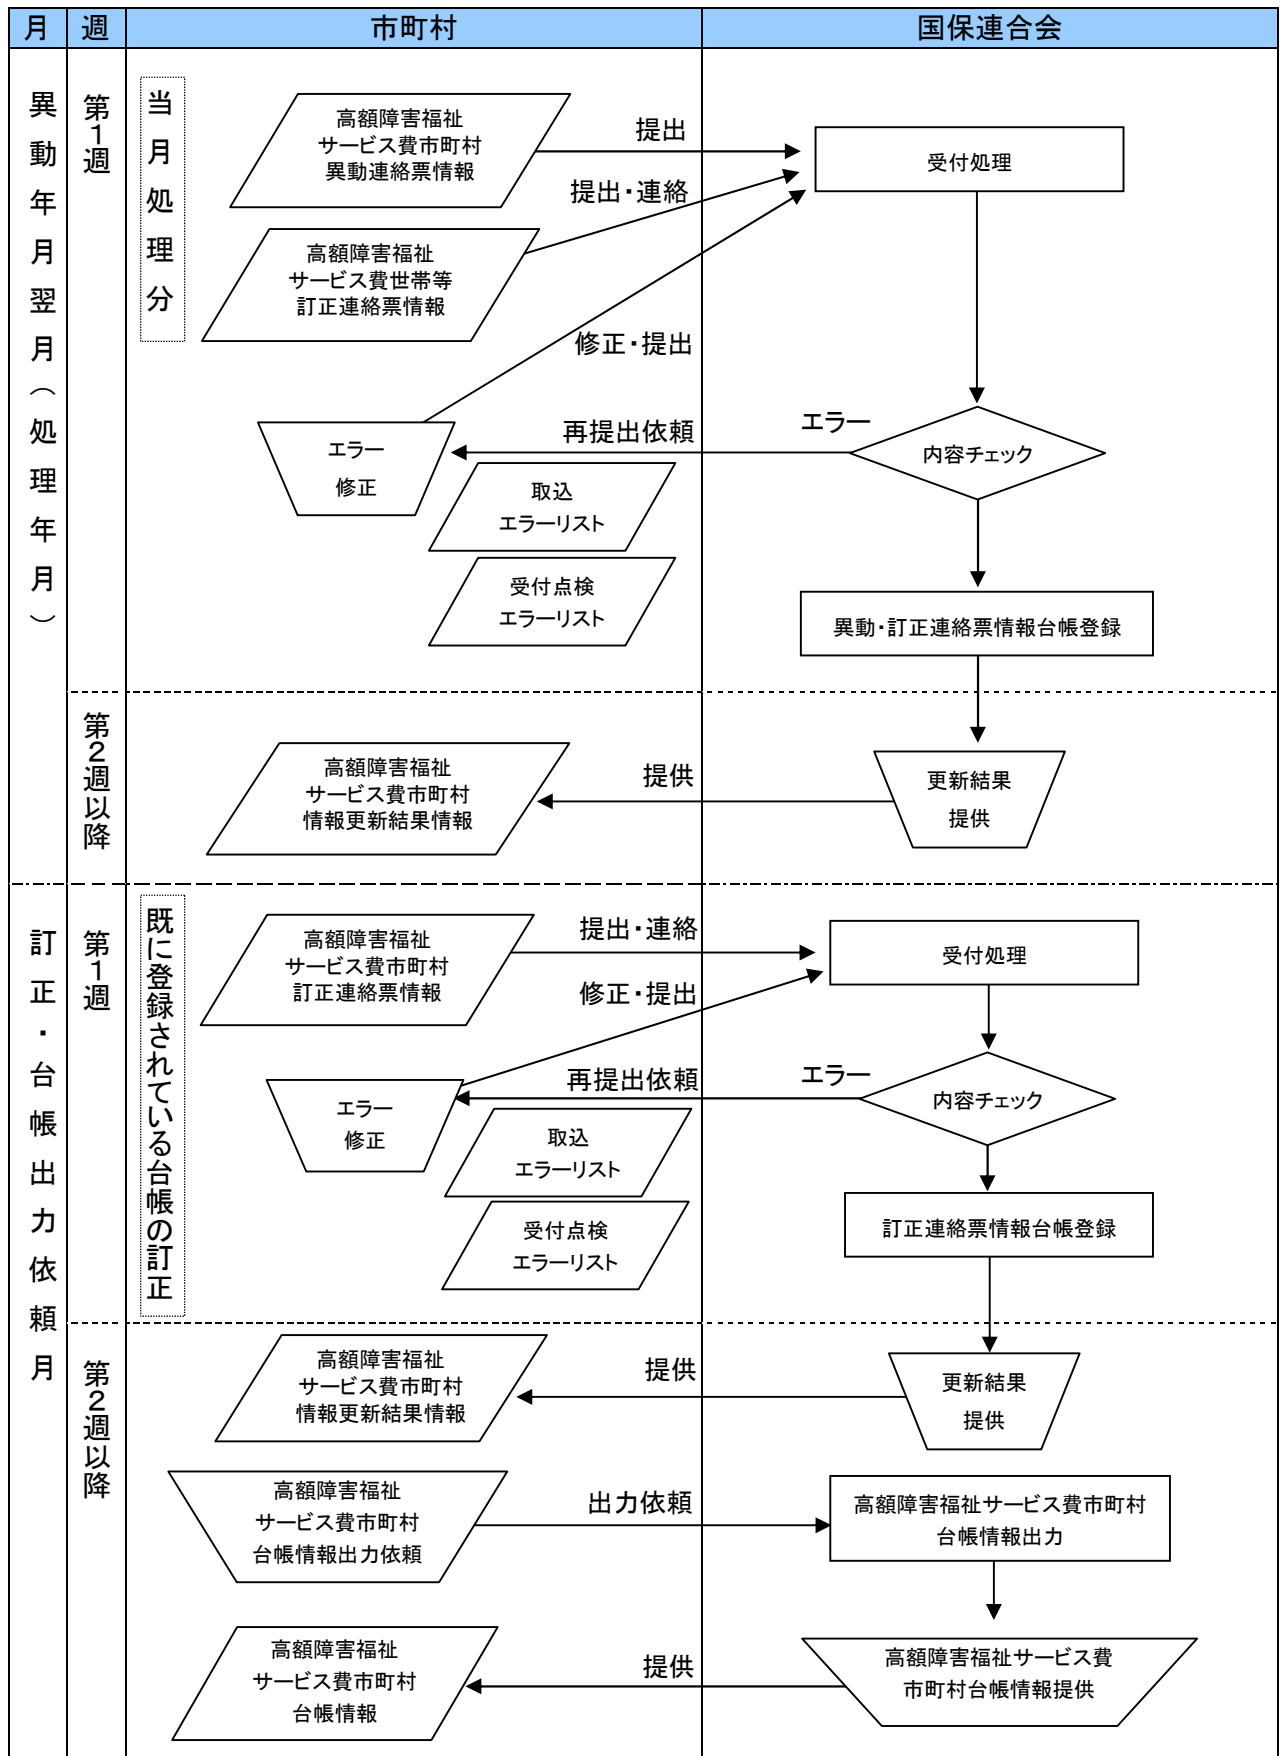 月
週
市町村
国保連合会
異動年月翌月（処理年月）
第1週
当月処理分
高額障害福祉
サービス費市町村
異動連絡票情報
提出
受付処理
提出・連絡
高額障害福祉
サービス費世帯等
訂正連絡票情報
修正・提出
エラー
修正
再提出依頼
エラー
内容チェック
取込
エラーリスト
受付点検
エラーリスト
異動・訂正連絡票情報台帳登録
第2週以降
高額障害福祉
サービス費市町村
情報更新結果情報
提供
更新結果
提供
訂正・台帳出力依頼月
第1週
既に登録されている台帳の訂正
高額障害福祉
サービス費市町村
訂正連絡票情報
提出・連絡
受付処理
修正・提出
エラー
修正
再提出依頼
エラー
内容チェック
取込
エラーリスト
受付点検
エラーリスト
訂正連絡票情報台帳登録
第2週以降
高額障害福祉
サービス費市町村
情報更新結果情報
提供
更新結果
提供
高額障害福祉
サービス費市町村
台帳情報出力依頼
出力依頼
高額障害福祉サービス費市町村
台帳情報出力
高額障害福祉
サービス費市町村
台帳情報
提供
高額障害福祉サービス費
市町村台帳情報提供